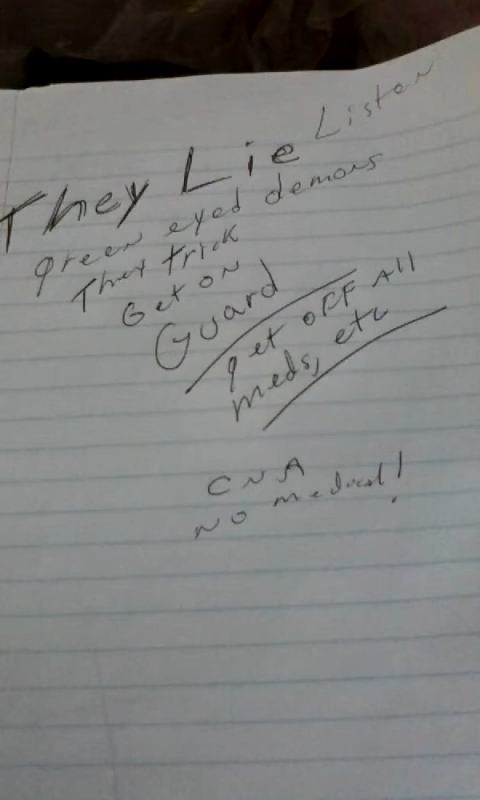 They Lie Listen
green eyed demons
They trick
Get on
Guard
get off All
meds, etc
CNA
No medical!